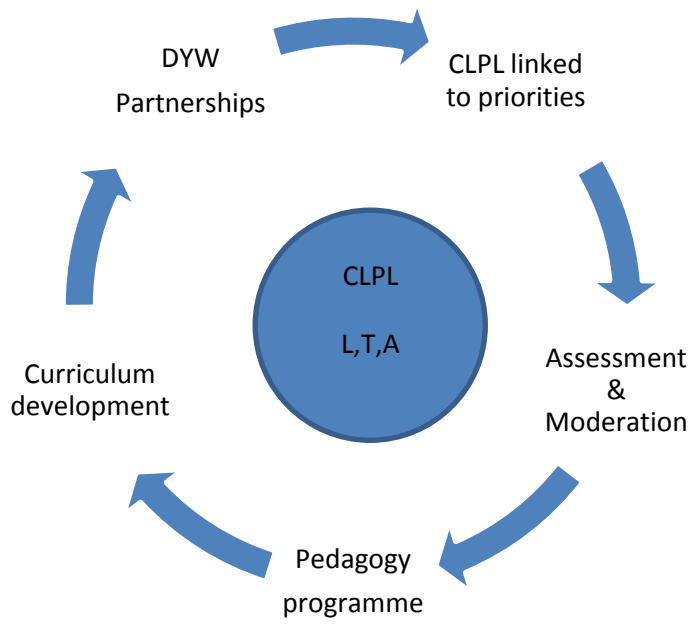 DYW
Partnerships
CLPL linked
to priorities
CLPL
L,T,A
Assessment
&
Moderation
Curriculum
development
Pedagogy
programme